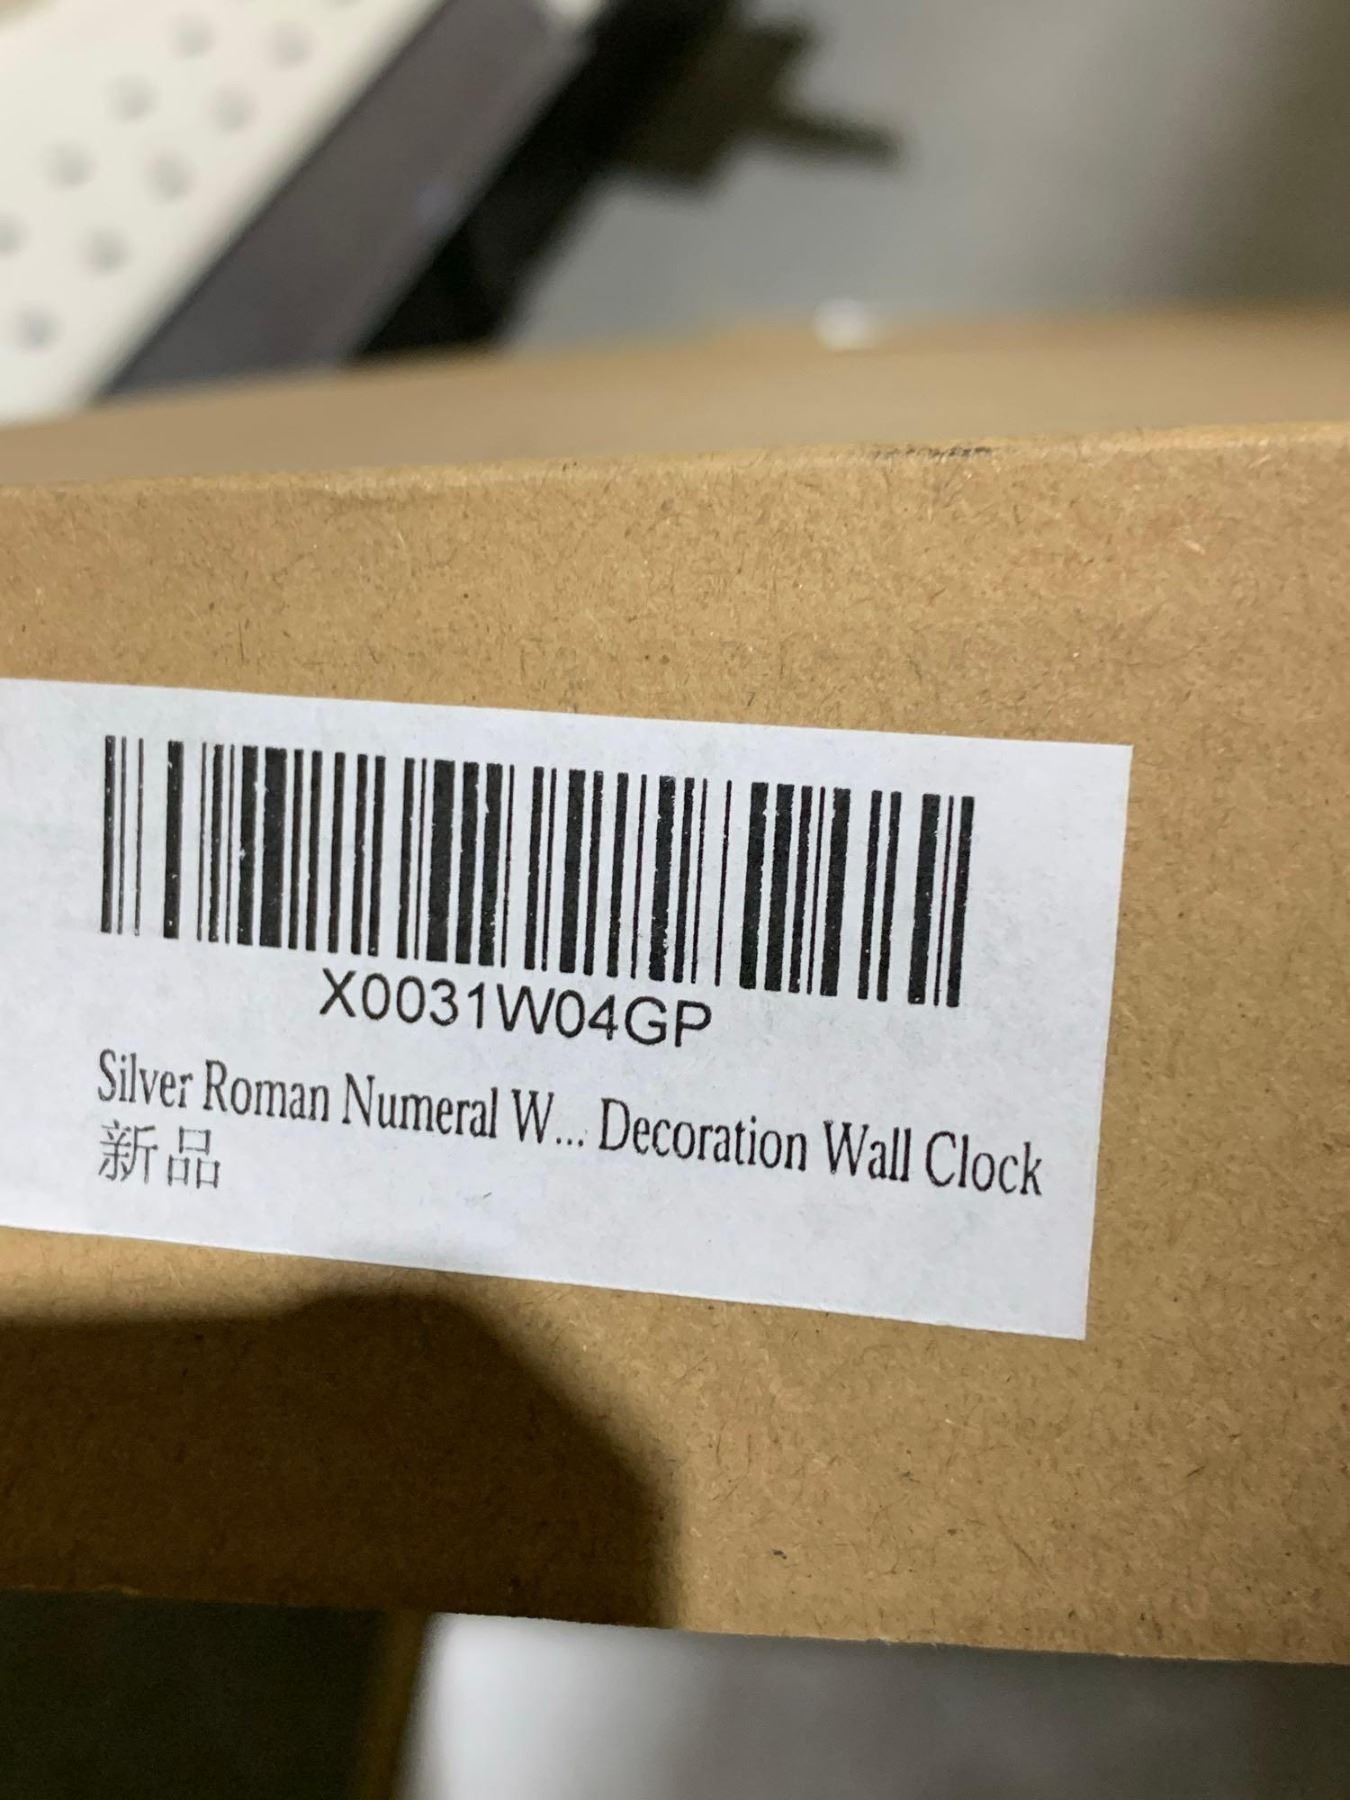 X0031W04GP
Silver Roman Numeral W... Decoration Wall Clock
新品